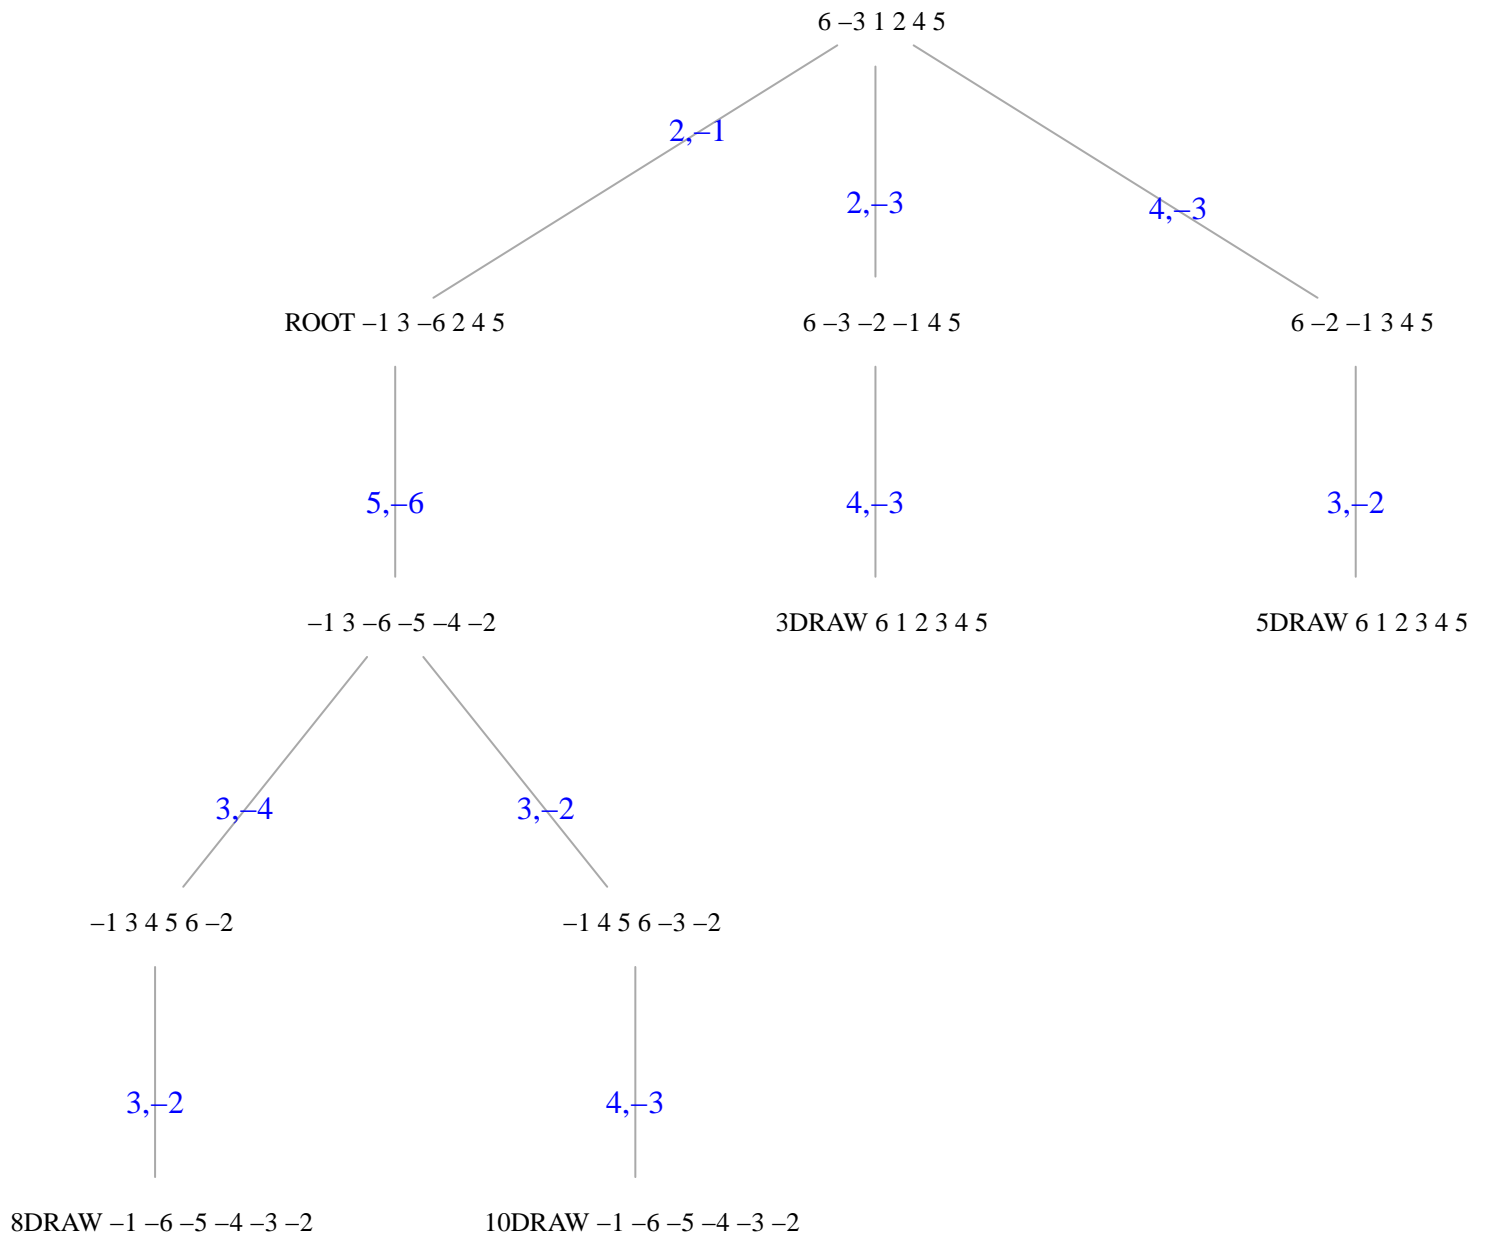 6 –3 1 2 4 5
2,–1
2,–3
4,–3
ROOT –1 3 –6 2 4 5
6 –3 –2 –1 4 5
6 –2 –1 3 4 5
5,–6
4,–3
3,–2
–1 3 –6 –5 –4 –2
3DRAW 6 1 2 3 4 5
5DRAW 6 1 2 3 4 5
3,–4
3,–2
–1 3 4 5 6 –2
–1 4 5 6 –3 –2
3,–2
4,–3
8DRAW –1 –6 –5 –4 –3 –2
10DRAW –1 –6 –5 –4 –3 –2